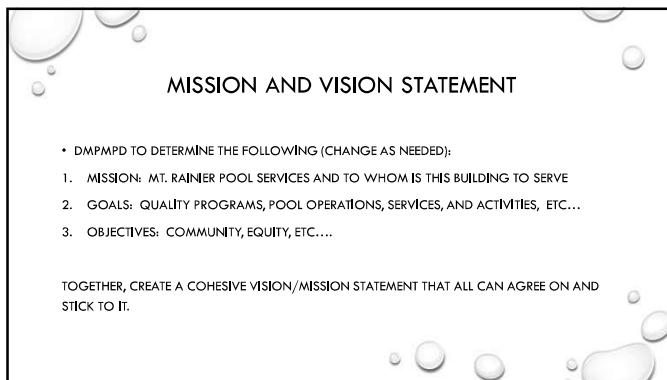 MISSION AND VISION STATEMENT
• DMPMPD TO DETERMINE THE FOLLOWING (CHANGE AS NEEDED):
1. MISSION: MT. RAINIER POOL SERVICES AND TO WHOM IS THIS BUILDING TO SERVE
2. GOALS: QUALITY PROGRAMS, POOL OPERATIONS, SERVICES, AND ACTIVITIES, ETC...
3. OBJECTIVES: COMMUNITY, EQUITY, ETC....
TOGETHER, CREATE A COHESIVE VISION/MISSION STATEMENT THAT ALL CAN AGREE ON AND
STICK TO IT.